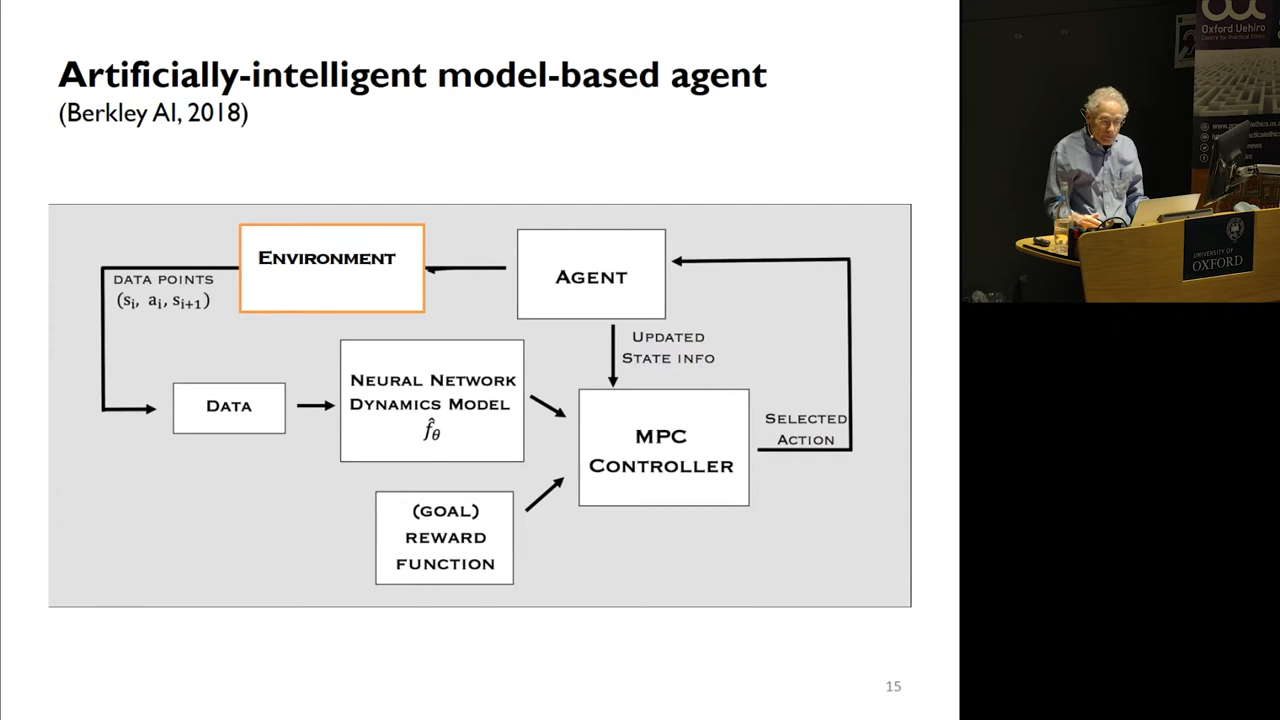 Artificially-intelligent model-based agent
(Berkley AI, 2018)
ENVIRONMENT
AGENT
DATA POINTS
(sᵢ, aᵢ, sᵢ₊₁)
UPDATED
STATE INFO
DATA
NEURAL NETWORK
DYNAMICS MODEL
f̂_θ
MPC
CONTROLLER
SELECTED
ACTION
(GOAL)
REWARD
FUNCTION
15
Oxford Uehiro
Centre for Practical Ethics
UNIVERSITY OF
OXFORD